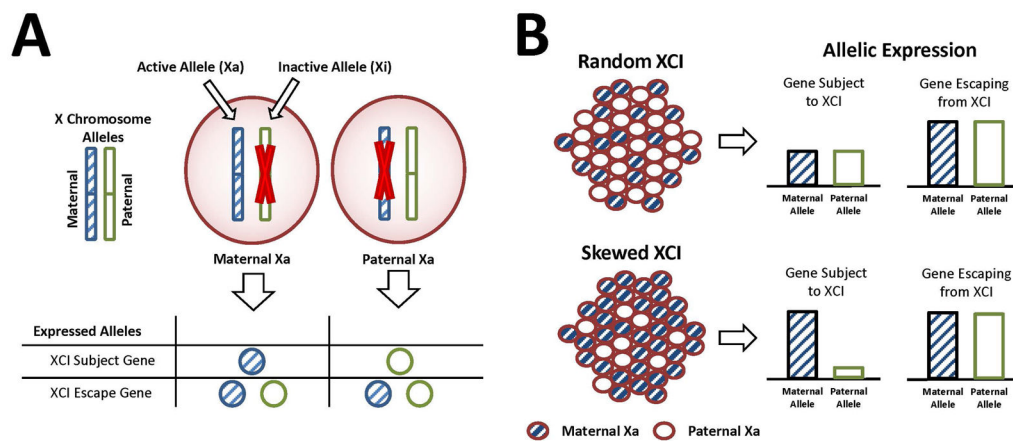 A
Active Allele (Xa)
Inactive Allele (Xi)
X Chromosome
Alleles
Maternal
Paternal
Maternal Xa
Paternal Xa
Expressed Alleles
XCI Subject Gene
XCI Escape Gene
B
Random XCI
Allelic Expression
Gene Subject
to XCI
Gene Escaping
from XCI
Maternal
Allele
Paternal
Allele
Maternal
Allele
Paternal
Allele
Skewed XCI
Gene Subject
to XCI
Gene Escaping
from XCI
Maternal
Allele
Paternal
Allele
Maternal
Allele
Paternal
Allele
Maternal Xa
Paternal Xa